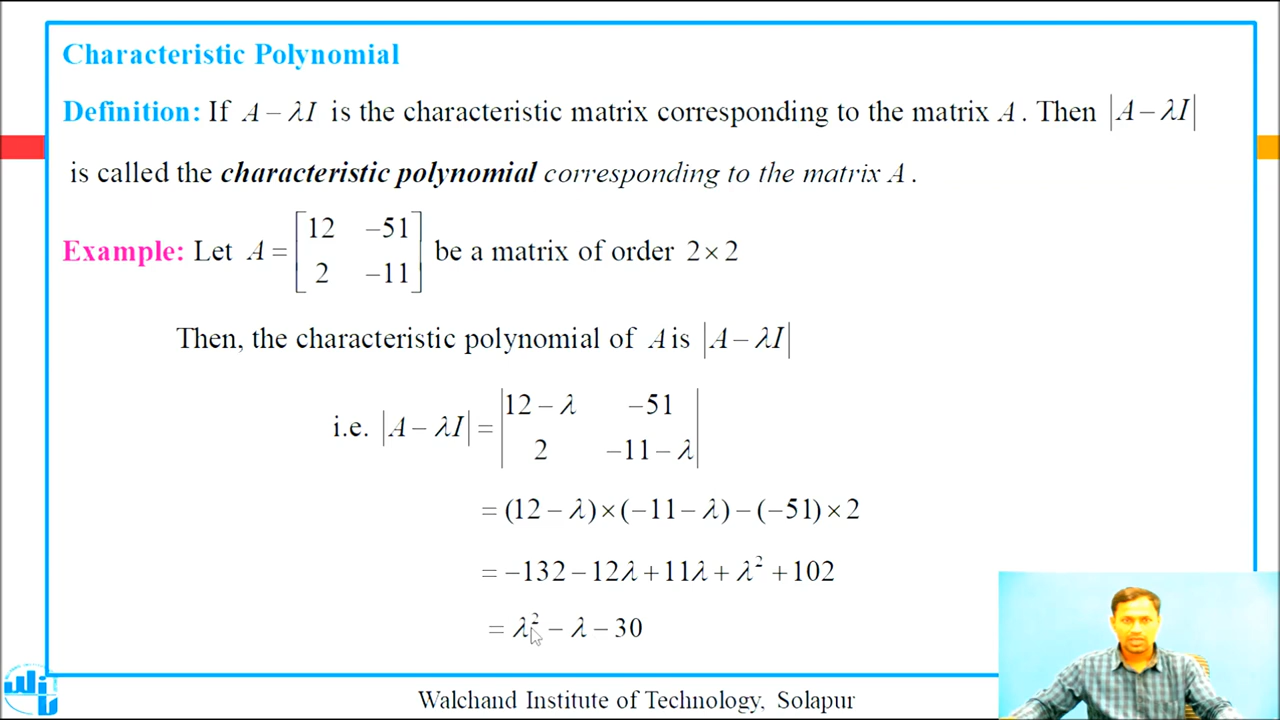 Characteristic Polynomial
Definition: If A − λI is the characteristic matrix corresponding to the matrix A. Then |A − λI|
is called the characteristic polynomial corresponding to the matrix A.
Example: Let A = [12 −51; 2 −11] be a matrix of order 2 × 2
Then, the characteristic polynomial of A is |A − λI|
i.e. |A − λI| = |12 − λ −51; 2 −11 − λ|
= (12 − λ) × (−11 − λ) − (−51) × 2
= −132 − 12λ + 11λ + λ² + 102
= λ² − λ − 30
Walchand Institute of Technology, Solapur